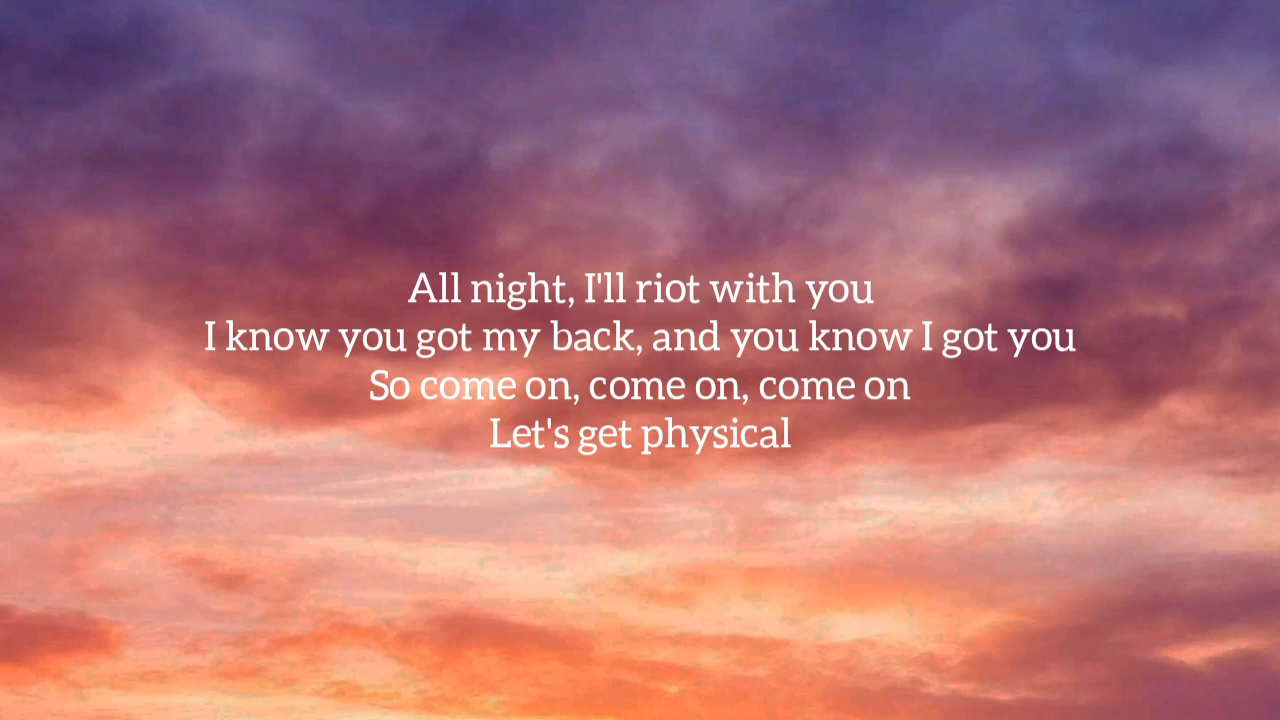 All night, I'll riot with you
I know you got my back, and you know I got you
So come on, come on, come on
Let's get physical